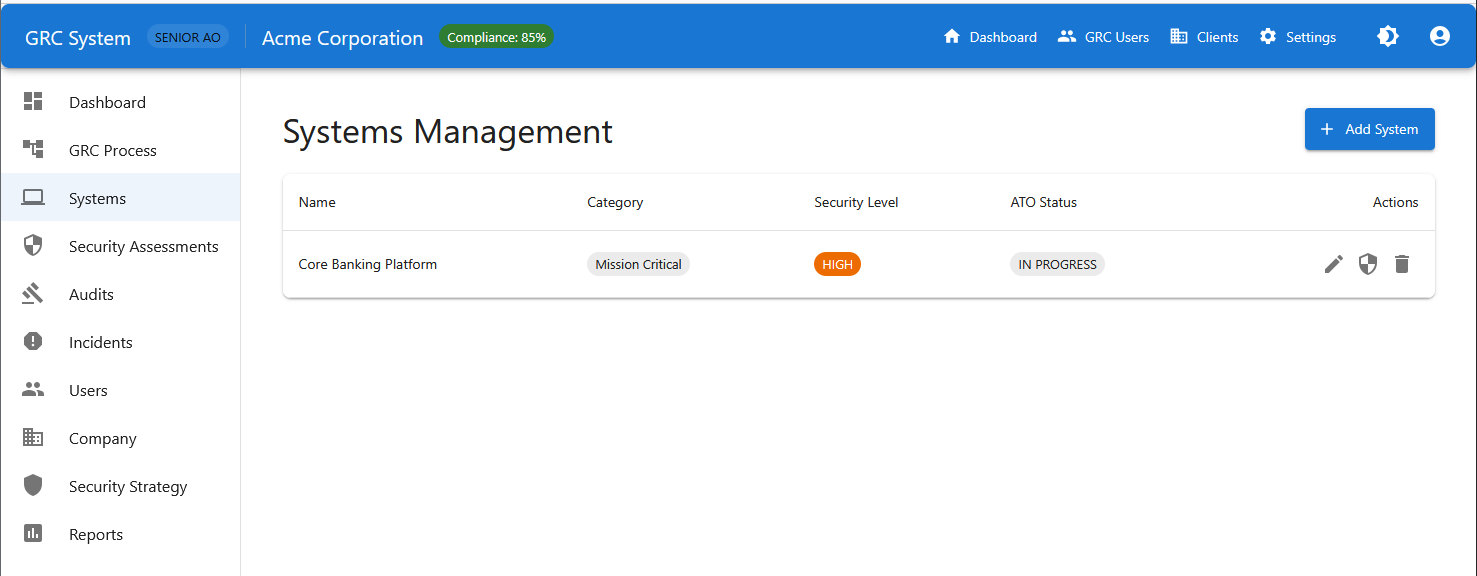 GRC System SENIOR AO Acme Corporation Compliance: 85% Dashboard GRC Users Clients Settings
Dashboard
GRC Process
Systems
Security Assessments
Audits
Incidents
Users
Company
Security Strategy
Reports
Systems Management
Add System
Name Category Security Level ATO Status Actions
Core Banking Platform Mission Critical HIGH IN PROGRESS